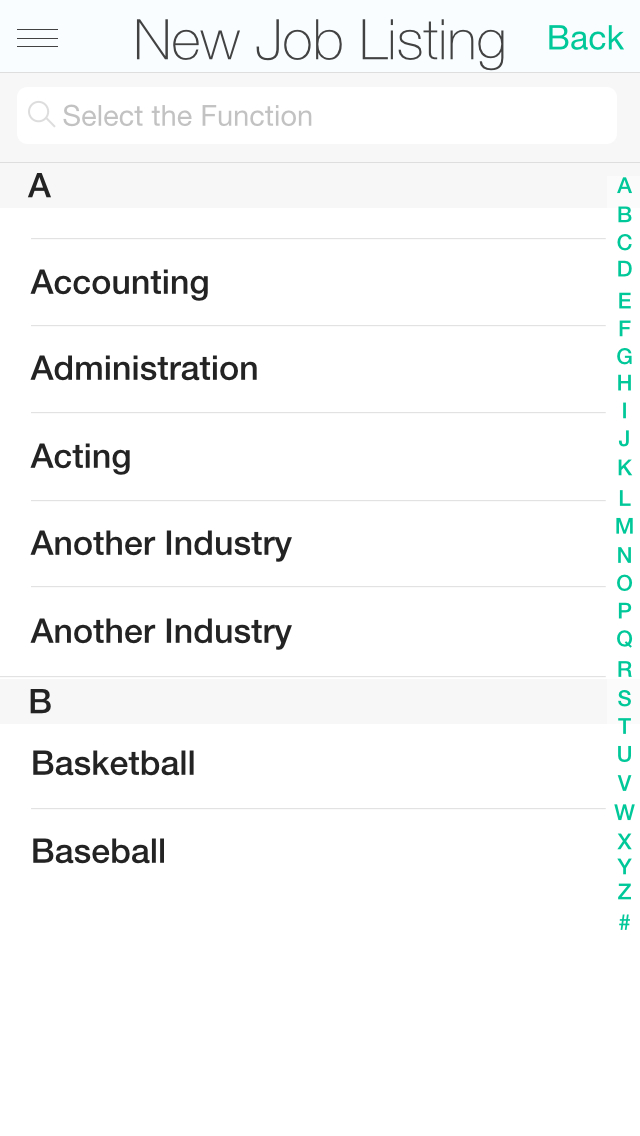 New Job Listing
Back
Select the Function
A
Accounting
Administration
Acting
Another Industry
Another Industry
B
Basketball
Baseball
A
B
C
D
E
F
G
H
I
J
K
L
M
N
O
P
Q
R
S
T
U
V
W
X
Y
Z
#